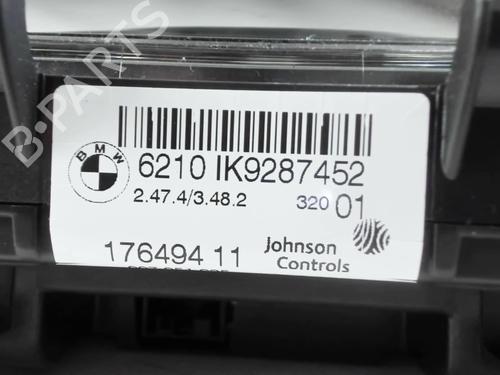 B-PARTS
BMW
6210 IK9287452
2.47.4/3.48.2 320 01
176494 11
Johnson
Controls